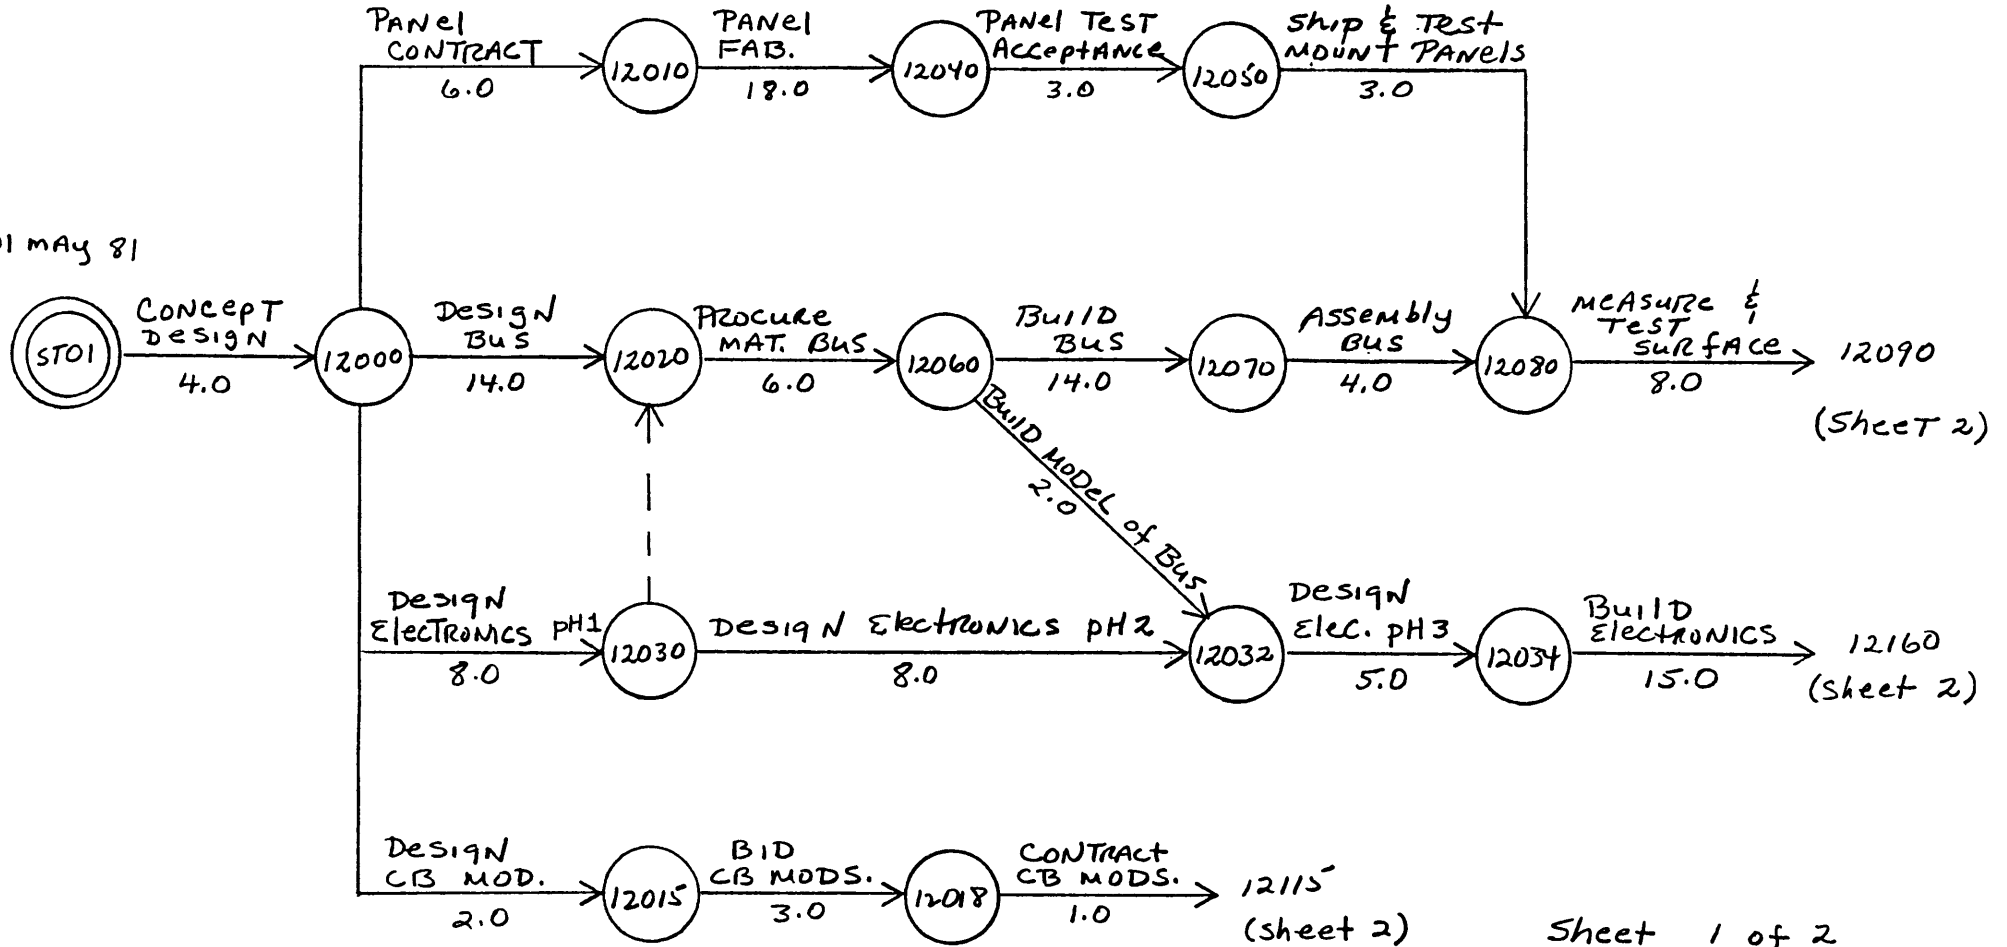 PANEL
CONTRACT
6.0
12010
PANEL
FAB.
18.0
12040
PANEL TEST
ACCEPTANCE
3.0
12050
SHIP & TEST
MOUNT PANELS
3.0
MAY 81
ST01
CONCEPT
DESIGN
4.0
12000
DESIGN
BUS
14.0
12020
PROCURE
MAT. BUS
6.0
12060
BUILD
BUS
14.0
12070
ASSEMBLY
BUS
4.0
12080
MEASURE &
TEST
SURFACE
8.0
12090
(SHEET 2)
BUILD MODEL of BUS
2.0
DESIGN
ELECTRONICS PH1
8.0
12030
DESIGN ELECTRONICS PH2
8.0
12032
DESIGN
ELEC. PH3
5.0
12034
BUILD
ELECTRONICS
15.0
12160
(sheet 2)
DESIGN
CB MOD.
2.0
12015
BID
CB MODS.
3.0
12018
CONTRACT
CB MODS.
1.0
12115
(sheet 2)
Sheet 1 of 2